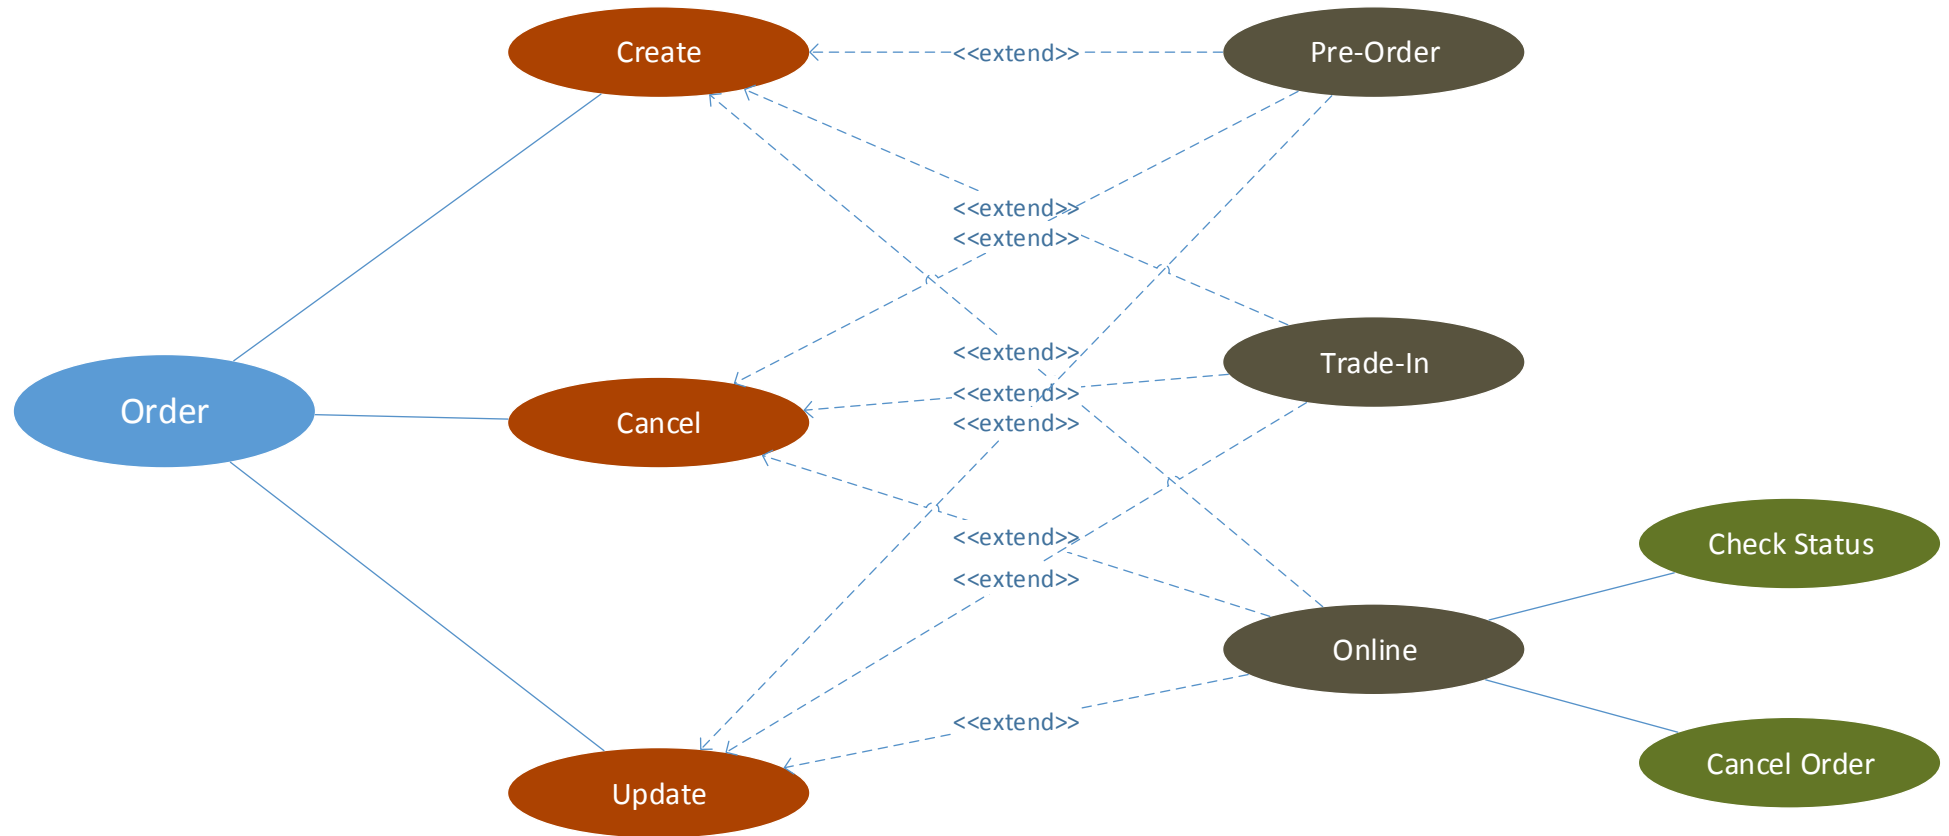 Create
<<extend>>
Pre-Order
<<extend>>
<<extend>>
<<extend>>
Trade-In
<<extend>>
Order
Cancel
<<extend>>
<<extend>>
Check Status
<<extend>>
Online
<<extend>>
Cancel Order
Update